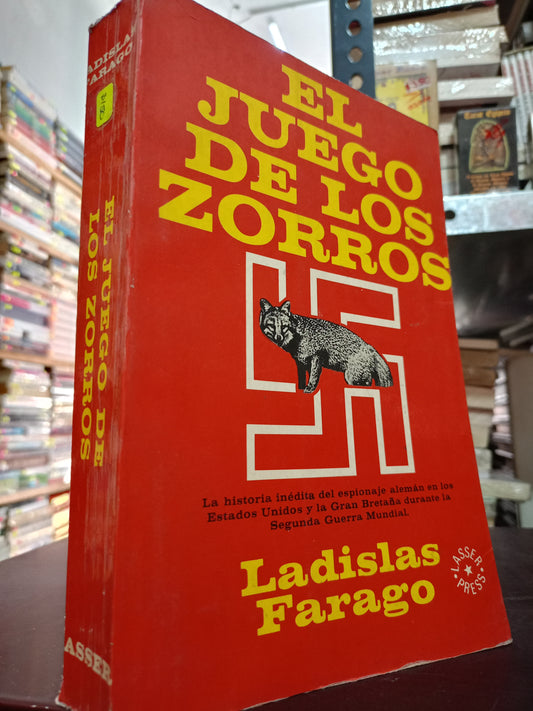 EL
JUEGO
DE LOS
ZORROS
La historia inédita del espionaje alemán en los
Estados Unidos y la Gran Bretaña durante la
Segunda Guerra Mundial.
Ladislas
Farago
LASSER
PRESS
LADISLAS
FARAGO
EL JUEGO DE
LOS ZORROS
ASSER